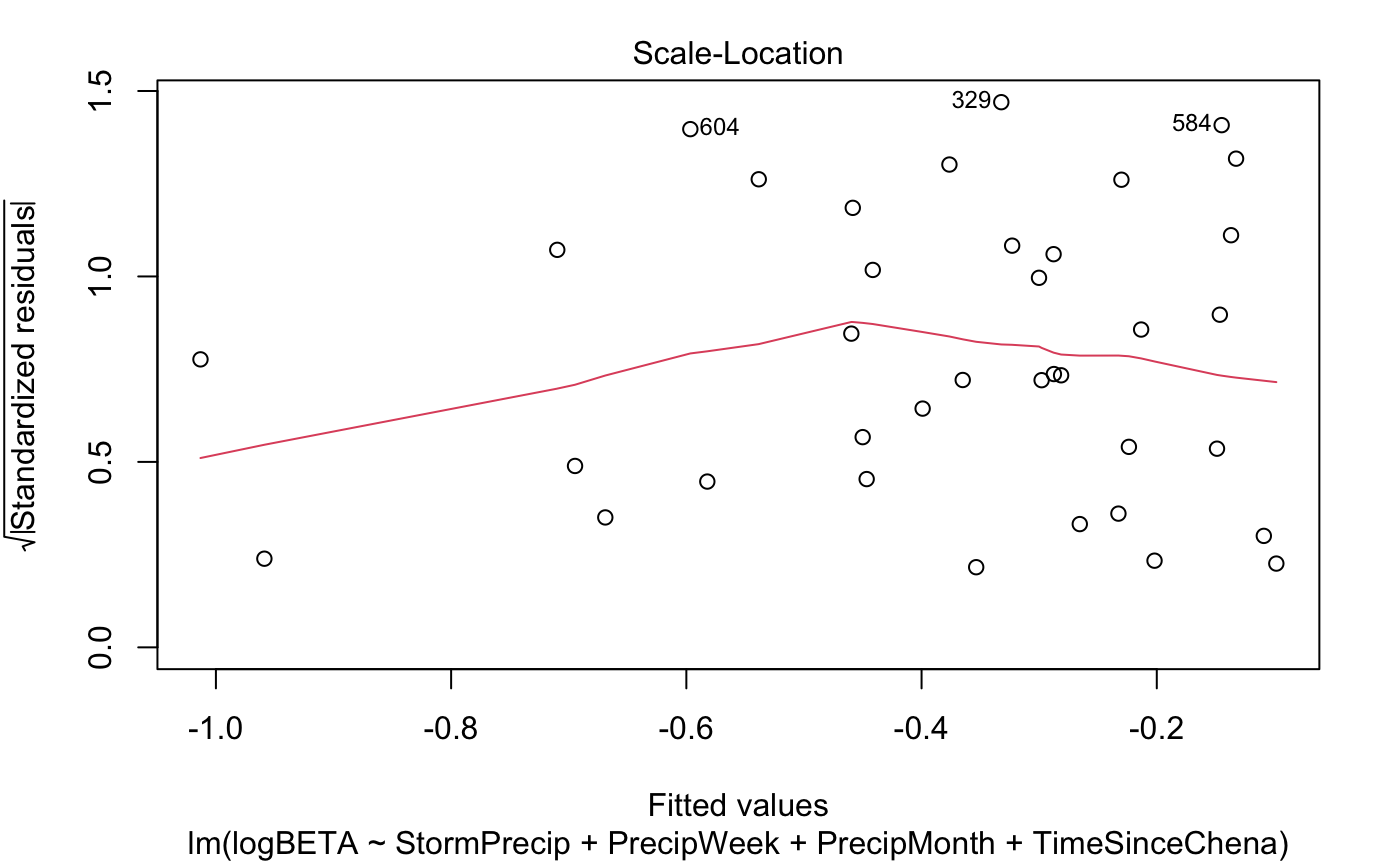 Scale-Location
1.5
1.0
0.5
0.0
√|Standardized residuals|
329
604
584
-1.0 -0.8 -0.6 -0.4 -0.2
Fitted values
lm(logBETA ~ StormPrecip + PrecipWeek + PrecipMonth + TimeSinceChena)